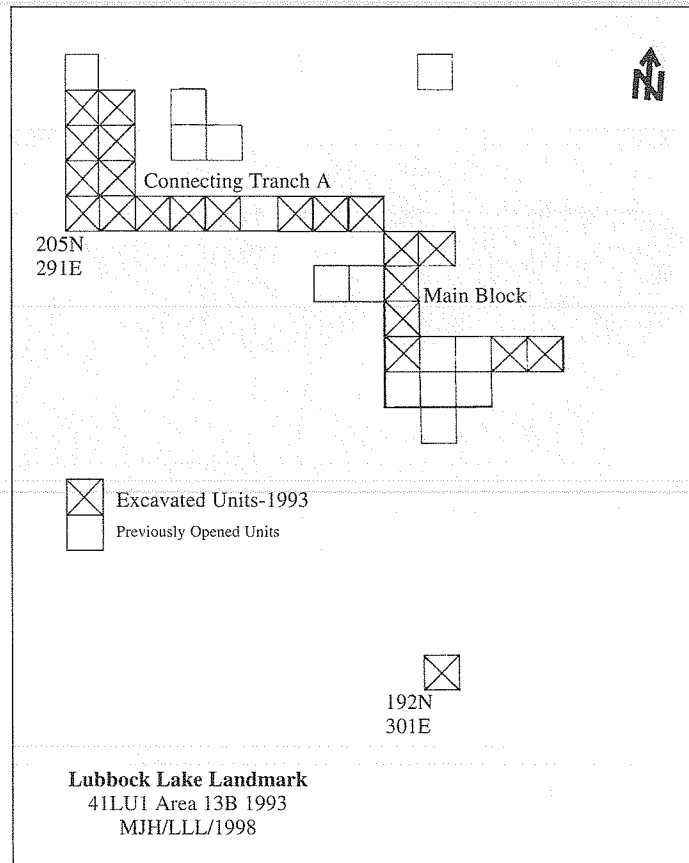 N
Connecting Tranch A
205N
291E
Main Block
Excavated Units-1993
Previously Opened Units
192N
301E
Lubbock Lake Landmark
41LU1 Area 13B 1993
MJH/LLL/1998